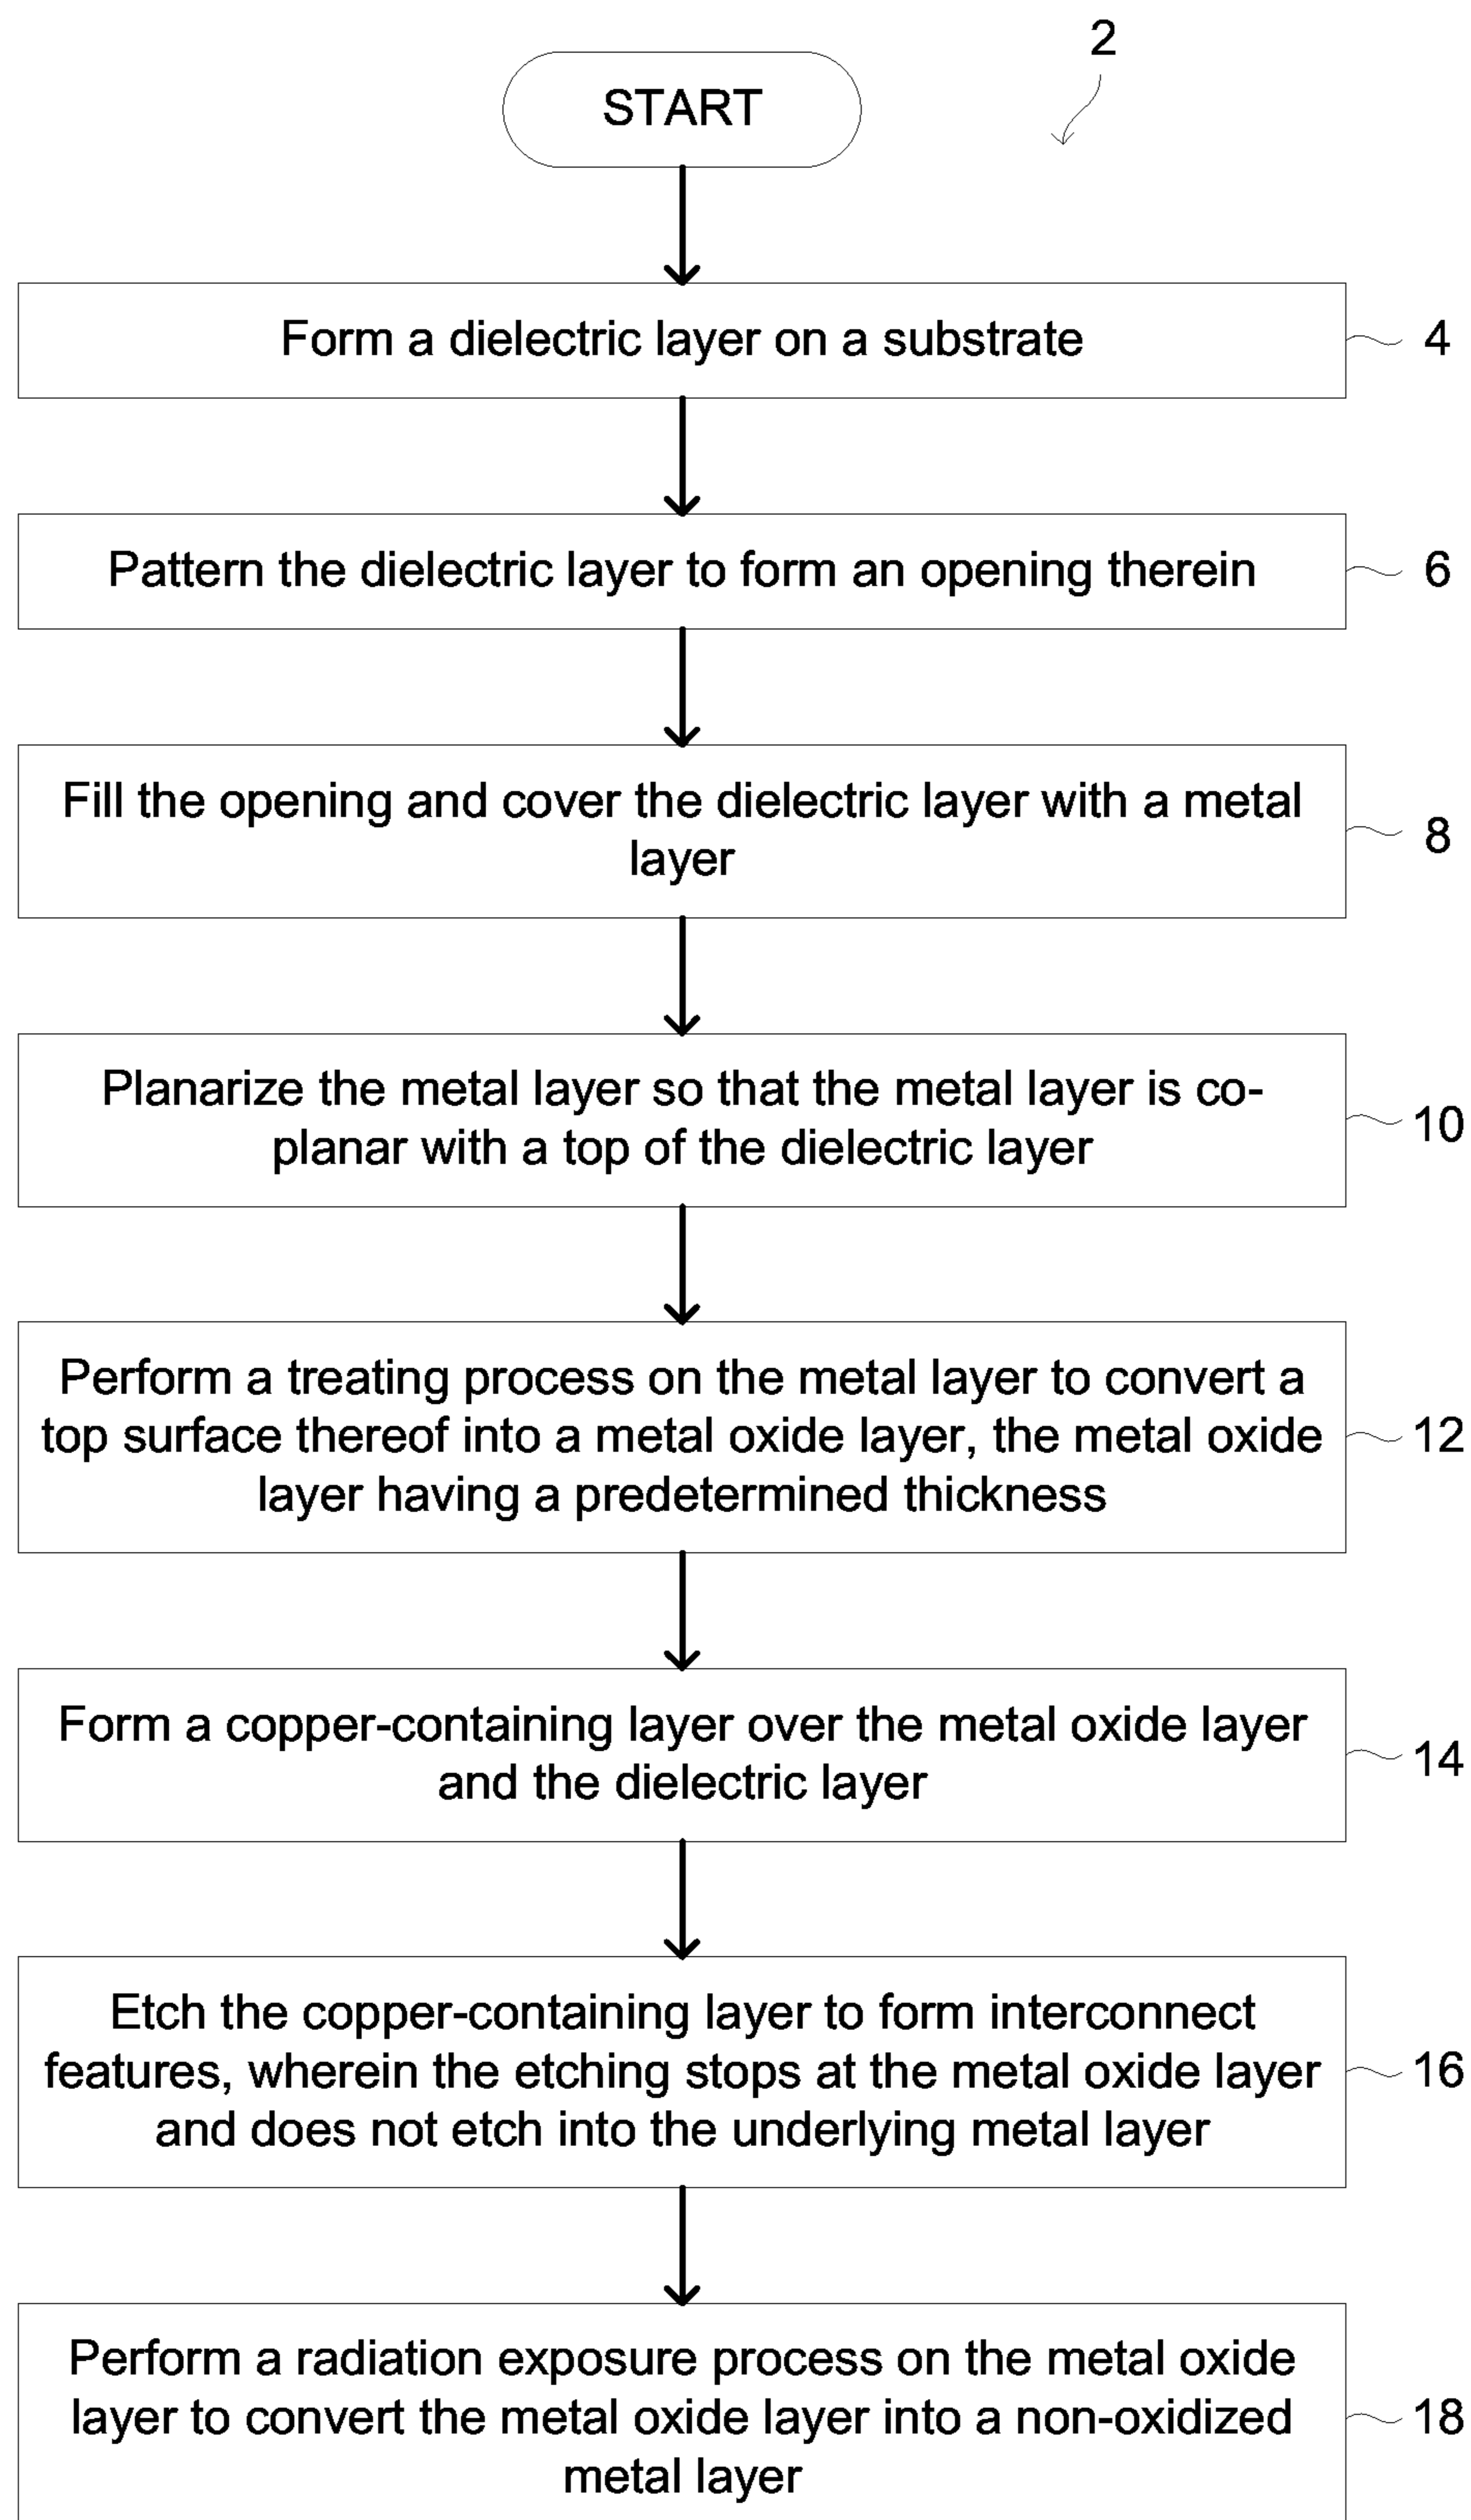 2
START
Form a dielectric layer on a substrate
4
Pattern the dielectric layer to form an opening therein
6
Fill the opening and cover the dielectric layer with a metal
layer
8
Planarize the metal layer so that the metal layer is co-
planar with a top of the dielectric layer
10
Perform a treating process on the metal layer to convert a
top surface thereof into a metal oxide layer, the metal oxide
layer having a predetermined thickness
12
Form a copper-containing layer over the metal oxide layer
and the dielectric layer
14
Etch the copper-containing layer to form interconnect
features, wherein the etching stops at the metal oxide layer
and does not etch into the underlying metal layer
16
Perform a radiation exposure process on the metal oxide
layer to convert the metal oxide layer into a non-oxidized
metal layer
18